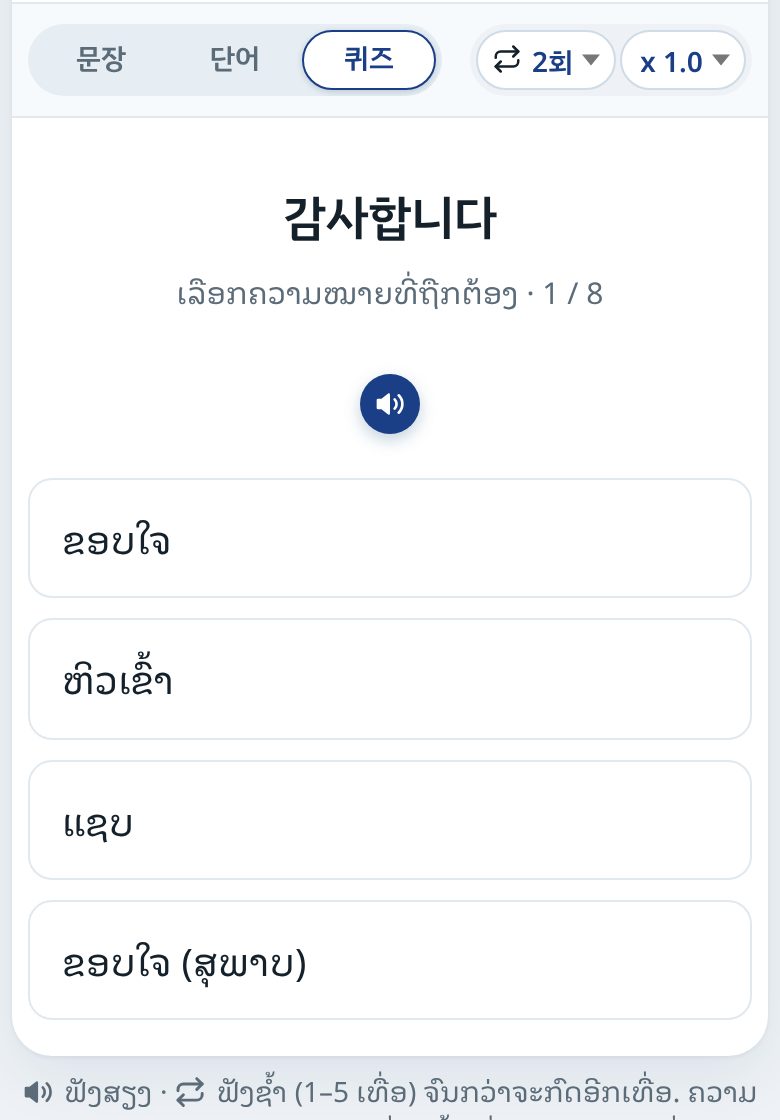 문장 단어 퀴즈 2회 x 1.0
감사합니다
ເລືອກຄວາມໝາຍທີ່ຖືກຕ້ອງ · 1 / 8
ຂອບໃຈ
ຫິວເຂົ້າ
ແຊບ
ຂອບໃຈ (ສຸພາບ)
ຟັງສຽງ · ຟັງຊ້ຳ (1–5 ເທື່ອ) ຈົນກວ່າຈະກົດອີກເທື່ອ. ຄວາມ